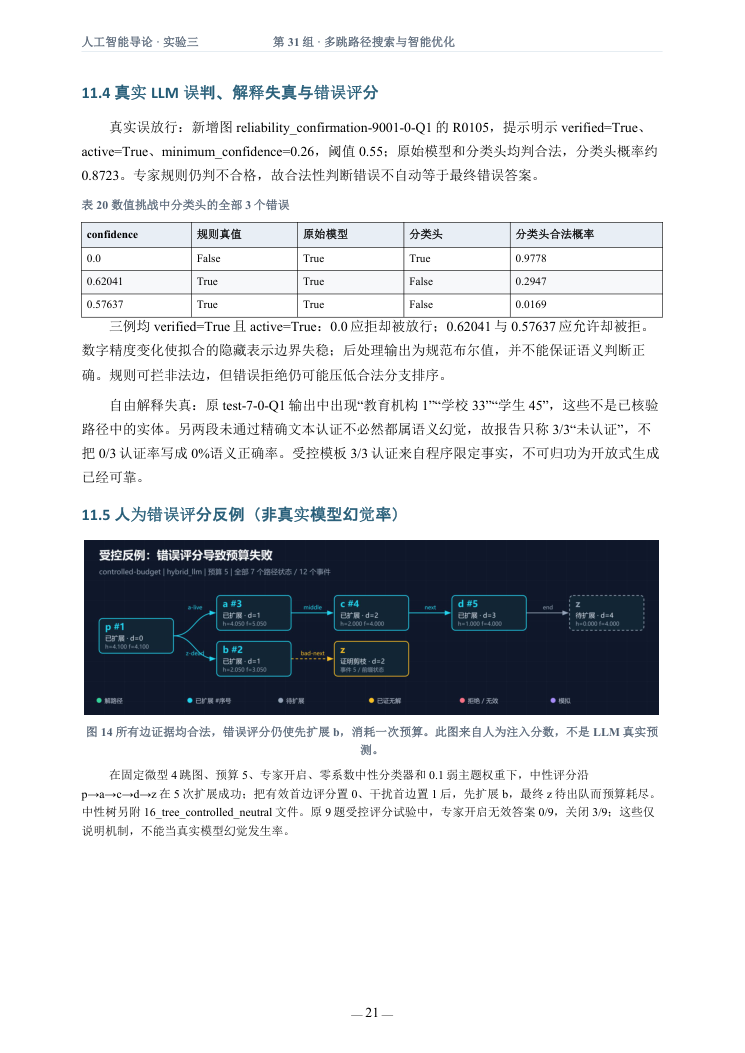 人工智能导论 · 实验三 第 31 组 · 多跳路径搜索与智能优化
11.4 真实 LLM 误判、解释失真与错误评分
真实误放行：新增图 reliability_confirmation-9001-0-Q1 的 R0105，提示明示 verified=True、
active=True、minimum_confidence=0.26，阈值 0.55；原始模型和分类头均判合法，分类头概率约
0.8723。专家规则仍判不合格，故合法性判断错误不自动等于最终错误答案。
表 20 数值挑战中分类头的全部 3 个错误
confidence 规则真值 原始模型 分类头 分类头合法概率
0.0 False True True 0.9778
0.62041 True True False 0.2947
0.57637 True True False 0.0169
三例均 verified=True 且 active=True：0.0 应拒却被放行；0.62041 与 0.57637 应允许却被拒。
数字精度变化使拟合的隐藏表示边界失稳；后处理输出为规范布尔值，并不能保证语义判断正
确。规则可拦非法边，但错误拒绝仍可能压低合法分支排序。
自由解释失真：原 test-7-0-Q1 输出中出现“教育机构 1”“学校 33”“学生 45”，这些不是已核验
路径中的实体。另两段未通过精确文本认证不必然都属语义幻觉，故报告只称 3/3“未认证”，不
把 0/3 认证率写成 0%语义正确率。受控模板 3/3 认证来自程序限定事实，不可归功为开放式生成
已经可靠。
11.5 人为错误评分反例（非真实模型幻觉率）
受控反例：错误评分导致预算失败
controlled-budget | hybrid_llm | 预算 5 | 全部 7 个路径状态 / 12 个事件
p #1
已扩展 · d=0
h=4.100 f=4.100
a-live
a #3
已扩展 · d=1
h=4.050 f=5.050
middle
c #4
已扩展 · d=2
h=2.000 f=4.000
next
d #5
已扩展 · d=3
h=1.000 f=4.000
end
z
待扩展 · d=4
h=0.000 f=4.000
z-dead
b #2
已扩展 · d=1
h=2.050 f=3.050
bad-next
z
证明剪枝 · d=2
事件 5 / 前缀状态
解路径 已扩展 #序号 待扩展 已证无解 拒绝 / 无效 模拟
图 14 所有边证据均合法，错误评分仍使先扩展 b，消耗一次预算。此图来自人为注入分数，不是 LLM 真实预
测。
在固定微型 4 跳图、预算 5、专家开启、零系数中性分类器和 0.1 弱主题权重下，中性评分沿
p→a→c→d→z 在 5 次扩展成功；把有效首边评分置 0、干扰首边置 1 后，先扩展 b，最终 z 待出队而预算耗尽。
中性树另附 16_tree_controlled_neutral 文件。原 9 题受控评分试验中，专家开启无效答案 0/9，关闭 3/9；这些仅
说明机制，不能当真实模型幻觉发生率。
— 21 —